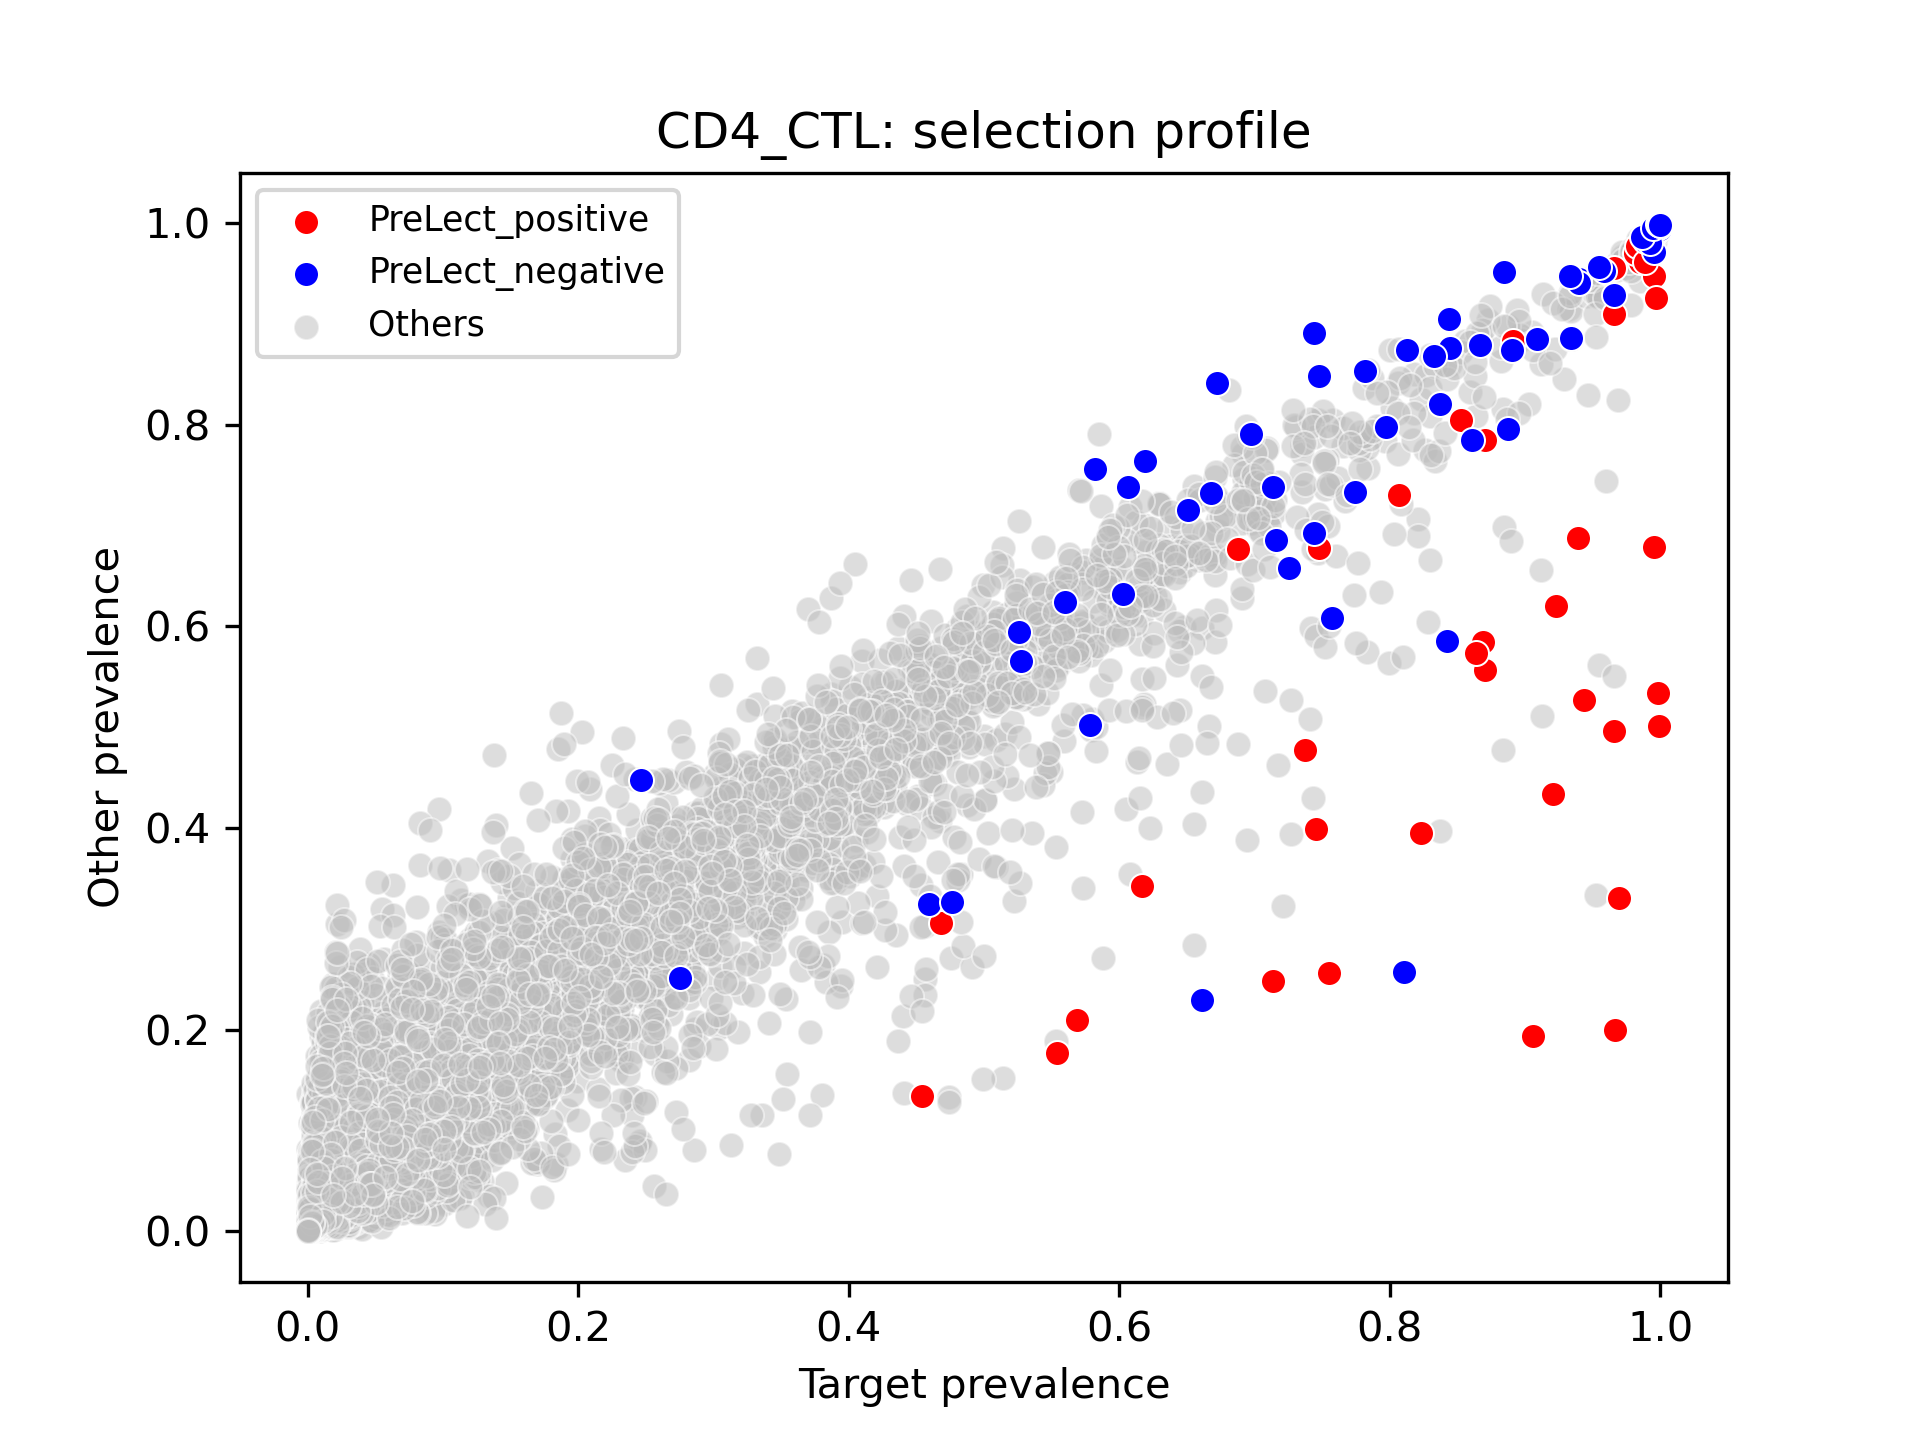 CD4_CTL: selection profile
PreLect_positive
PreLect_negative
Others
Other prevalence
1.0
0.8
0.6
0.4
0.2
0.0
0.0 0.2 0.4 0.6 0.8 1.0
Target prevalence